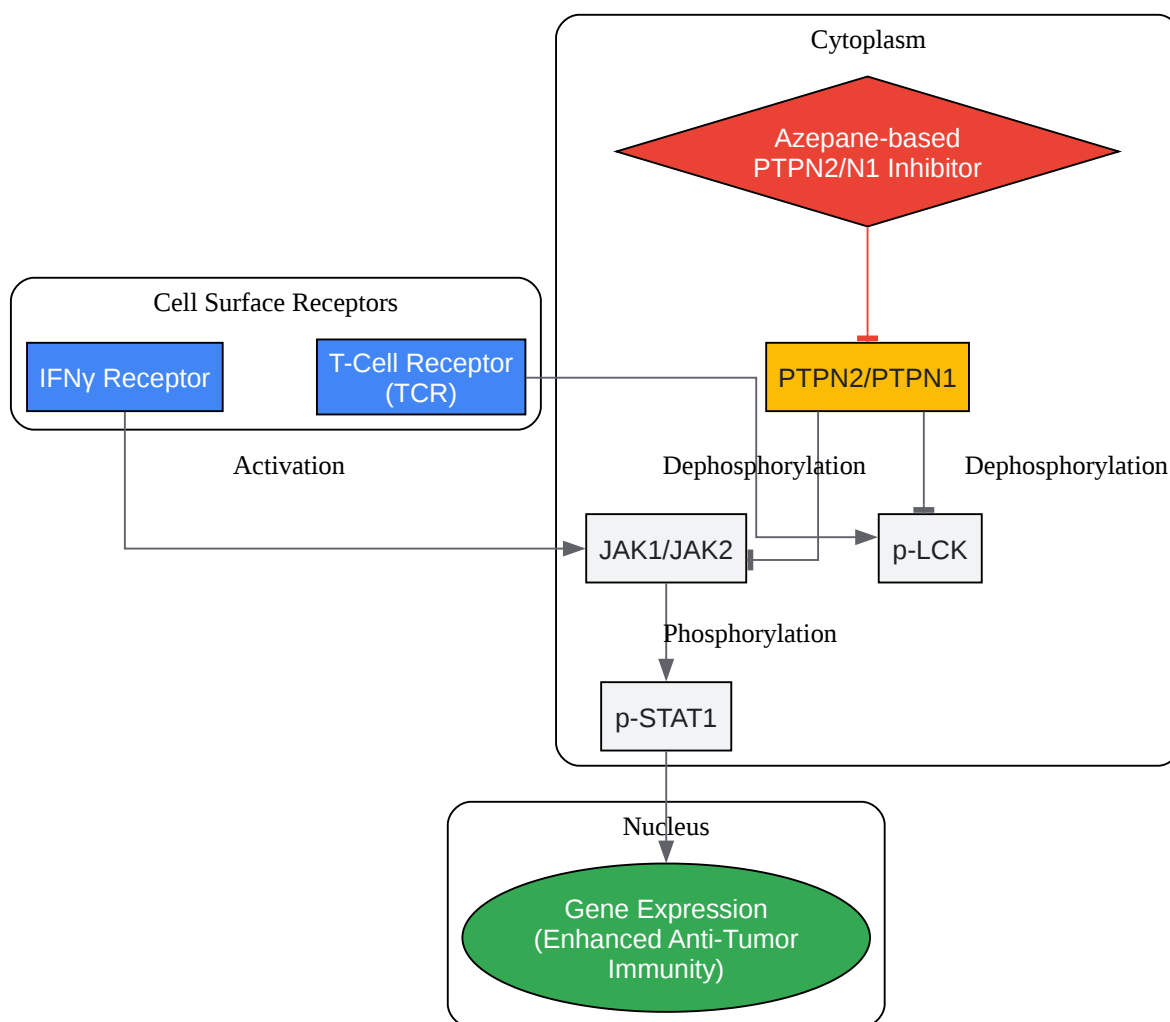 Cytoplasm
Azepane-based
PTPN2/N1 Inhibitor
Cell Surface Receptors
IFNγ Receptor
T-Cell Receptor
(TCR)
PTPN2/PTPN1
Activation
Dephosphorylation
Dephosphorylation
JAK1/JAK2
p-LCK
Phosphorylation
p-STAT1
Nucleus
Gene Expression
(Enhanced Anti-Tumor
Immunity)